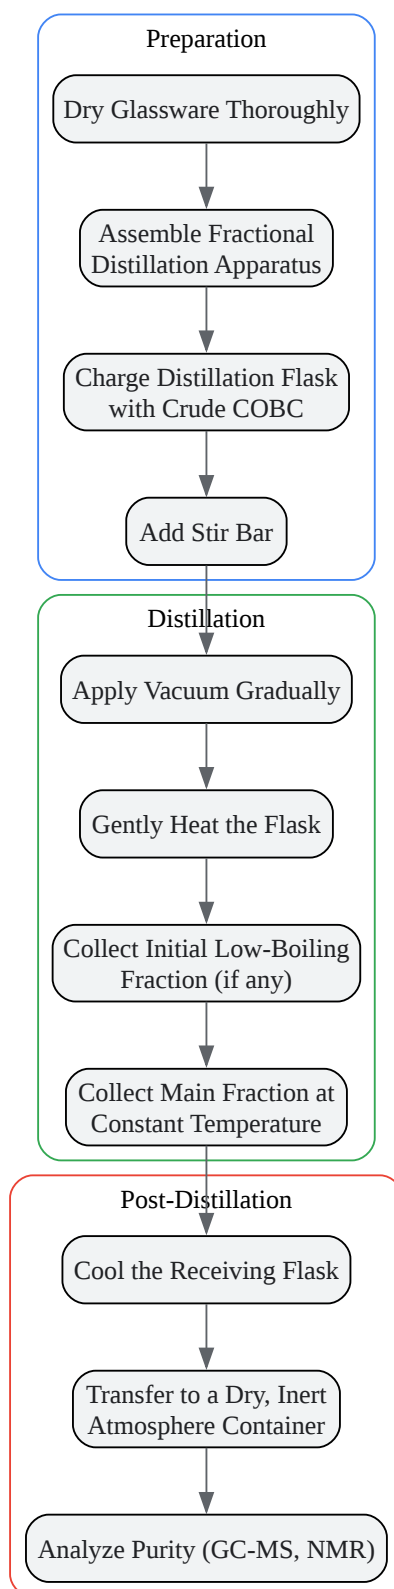 Preparation
Dry Glassware Thoroughly
Assemble Fractional
Distillation Apparatus
Charge Distillation Flask
with Crude COBC
Add Stir Bar
Distillation
Apply Vacuum Gradually
Gently Heat the Flask
Collect Initial Low-Boiling
Fraction (if any)
Collect Main Fraction at
Constant Temperature
Post-Distillation
Cool the Receiving Flask
Transfer to a Dry, Inert
Atmosphere Container
Analyze Purity (GC-MS, NMR)